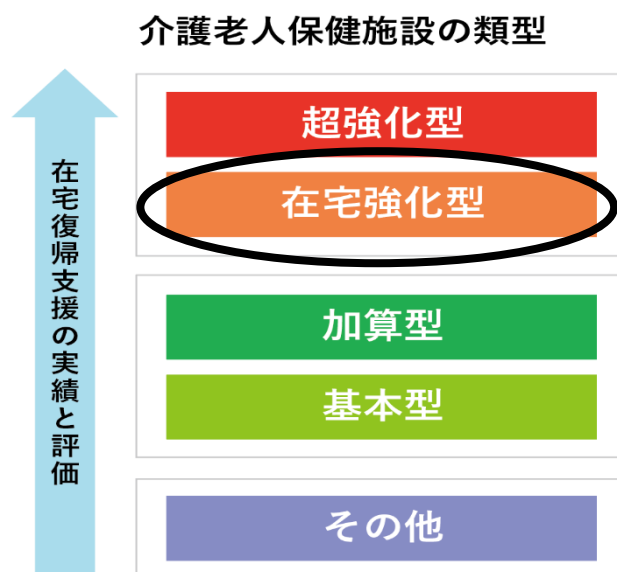 介護老人保健施設の類型
在宅復帰支援の実績と評価
超強化型
在宅強化型
加算型
基本型
その他